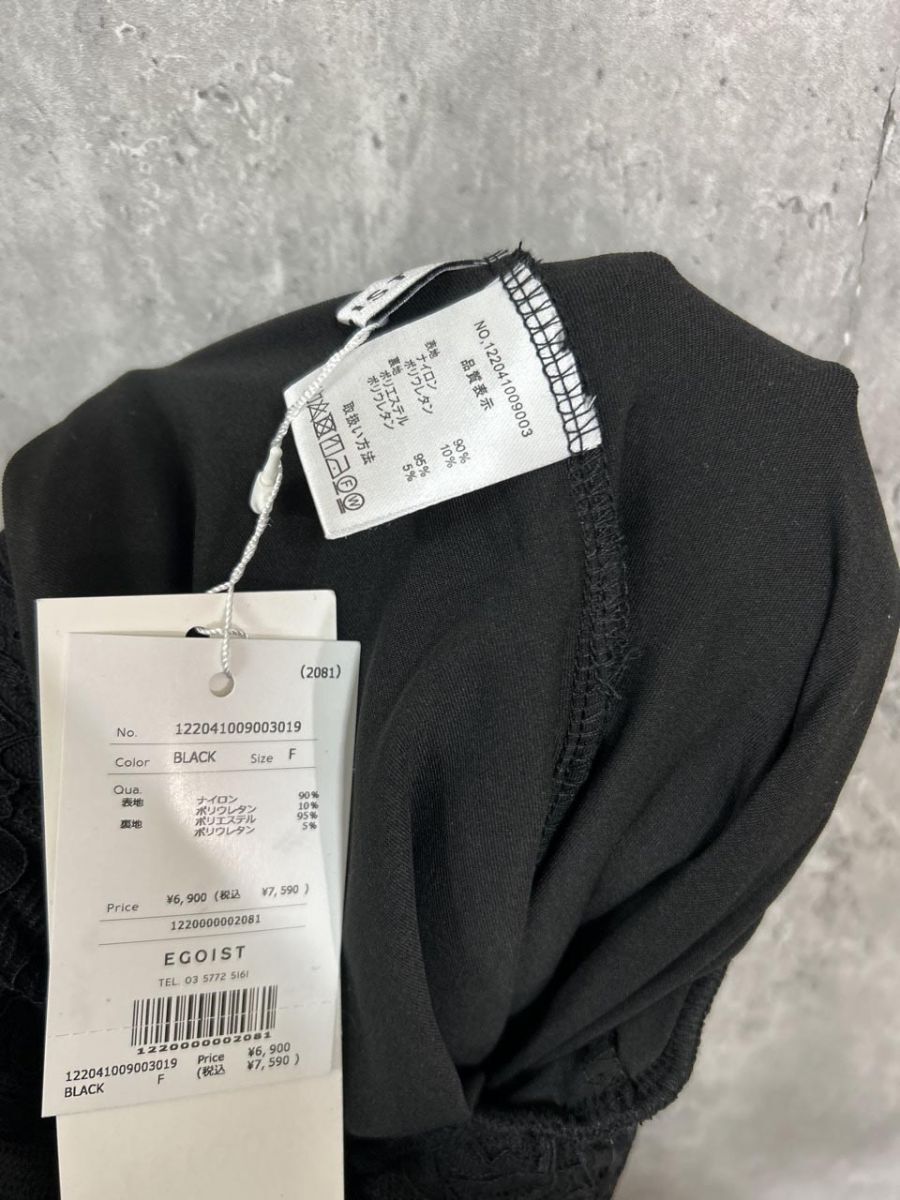 NO,122041009003
品質表示
表地
ナイロン 90%
ポリウレタン 10%
裏地
ポリエステル 95%
ポリウレタン 5%
取扱い方法
F
W
(2081)
No. 122041009003019
Color BLACK Size F
Qua.
表地 ナイロン 90%
ポリウレタン 10%
裏地 ポリエステル 95%
ポリウレタン 5%
Price ¥6,900 (税込 ¥7,590 )
1220000002081
EGOIST
TEL. 03 5772 5161
1220000002081
122041009003019 Price ¥6,900
BLACK F (税込 ¥7,590 )